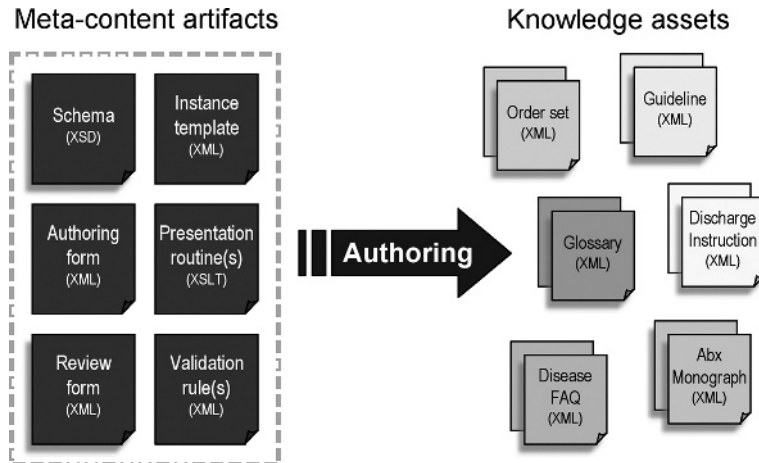 Meta-content artifacts
Knowledge assets
Schema
(XSD)
Instance
template
(XML)
Authoring
form
(XML)
Presentation
routine(s)
(XSLT)
Review
form
(XML)
Validation
rule(s)
(XML)
Authoring
Order set
(XML)
Guideline
(XML)
Glossary
(XML)
Discharge
Instruction
(XML)
Disease
FAQ
(XML)
Abx
Monograph
(XML)